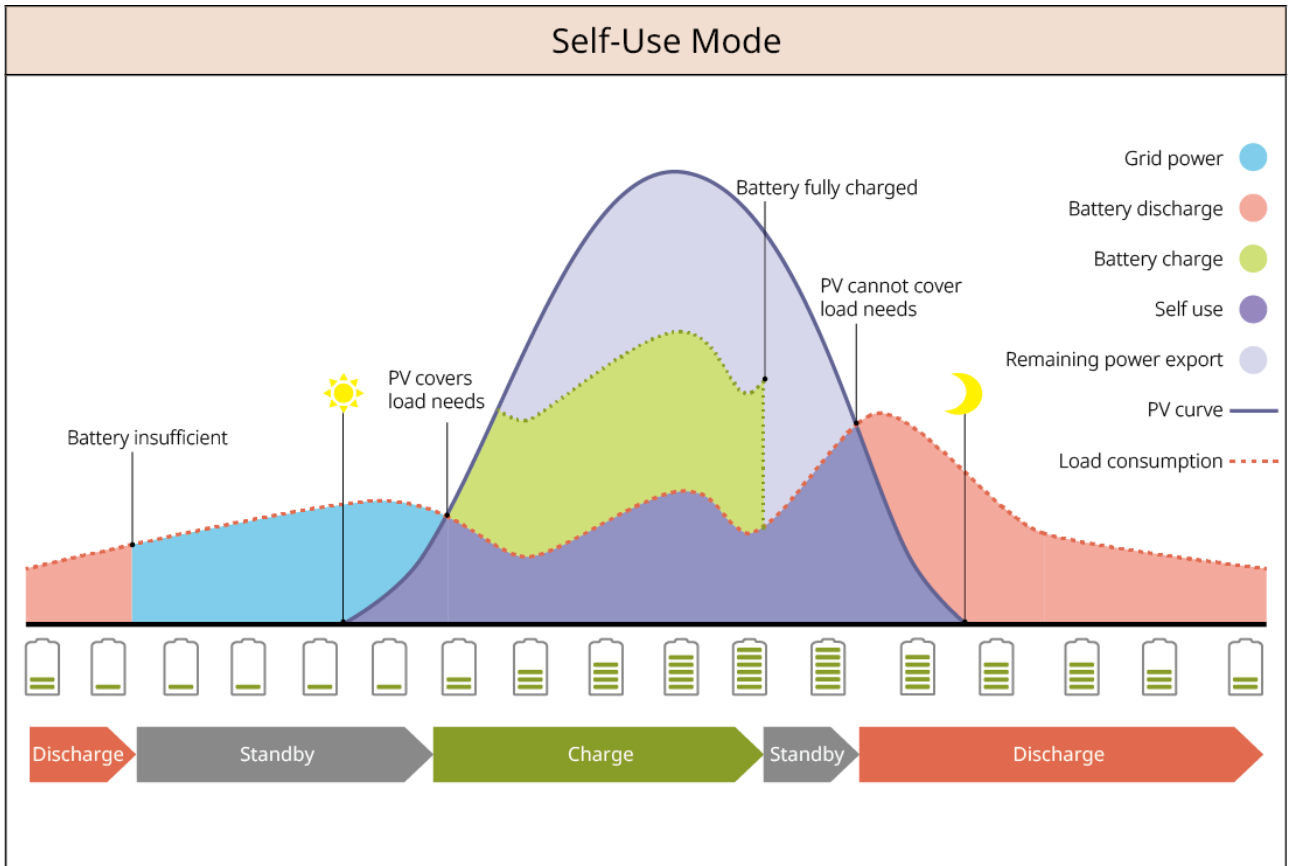 Self-Use Mode
Grid power
Battery discharge
Battery charge
Self use
Remaining power export
PV curve
Load consumption
Battery fully charged
PV cannot cover
load needs
PV covers
load needs
Battery insufficient
Discharge
Standby
Charge
Standby
Discharge